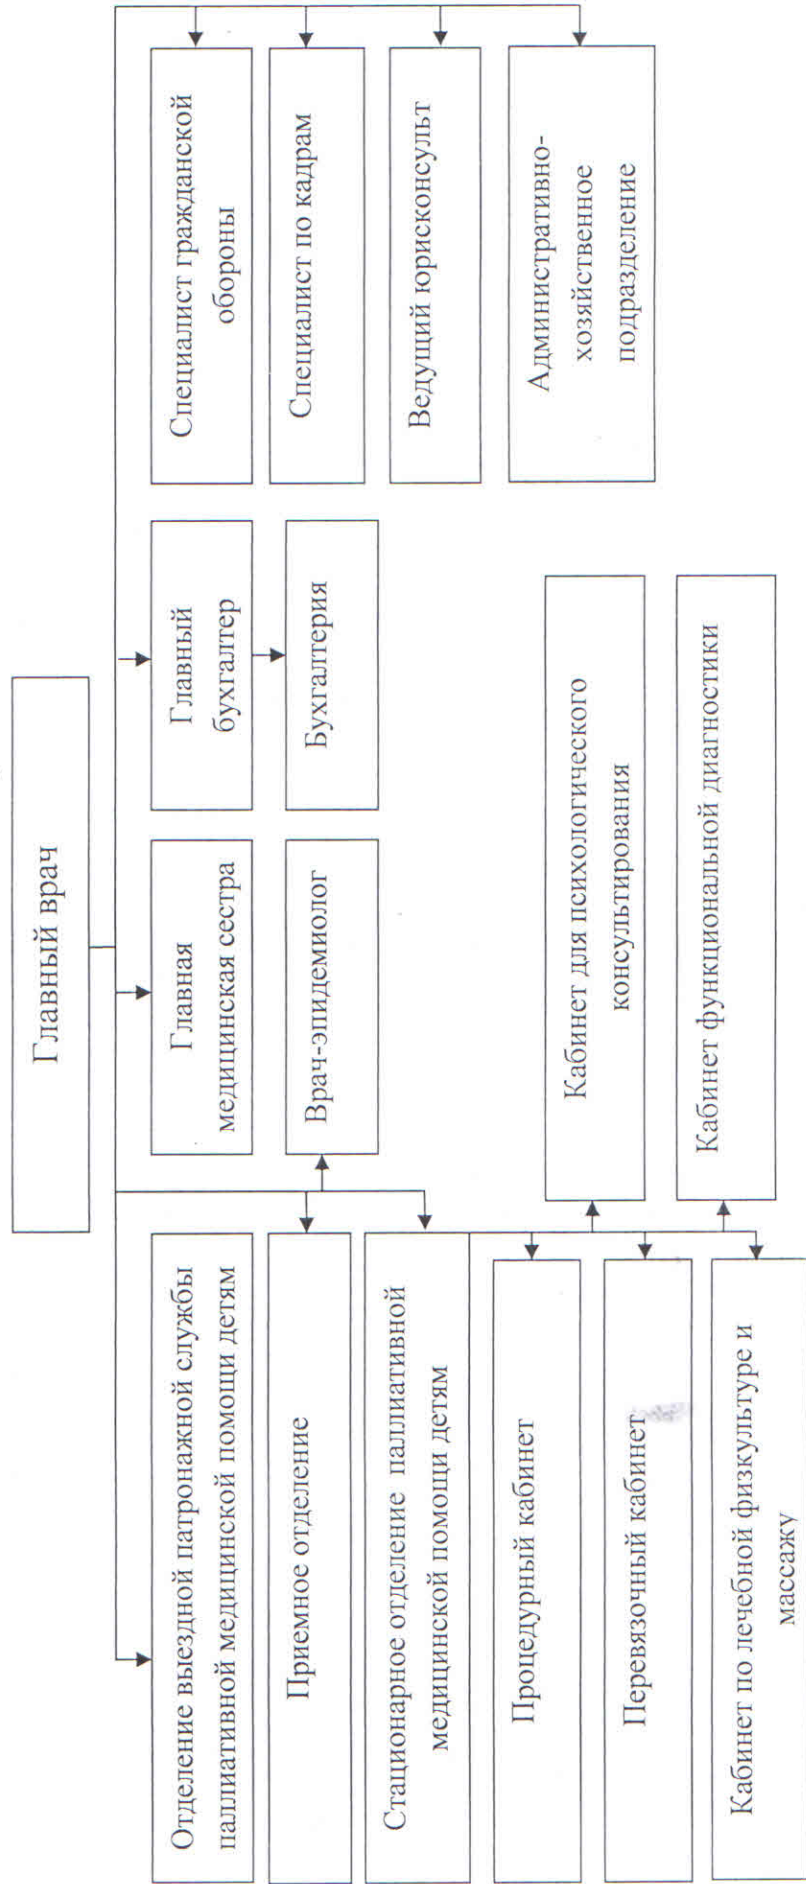 Главный врач
Отделение выездной патронажной службы
паллиативной медицинской помощи детям
Главная
медицинская сестра
Главный
бухгалтер
Специалист гражданской
обороны
Приемное отделение
Врач-эпидемиолог
Бухгалтерия
Специалист по кадрам
Стационарное отделение паллиативной
медицинской помощи детям
Ведущий юрисконсульт
Процедурный кабинет
Кабинет для психологического
консультирования
Административно-
хозяйственное
подразделение
Перевязочный кабинет
Кабинет функциональной диагностики
Кабинет по лечебной физкультуре и
массажу